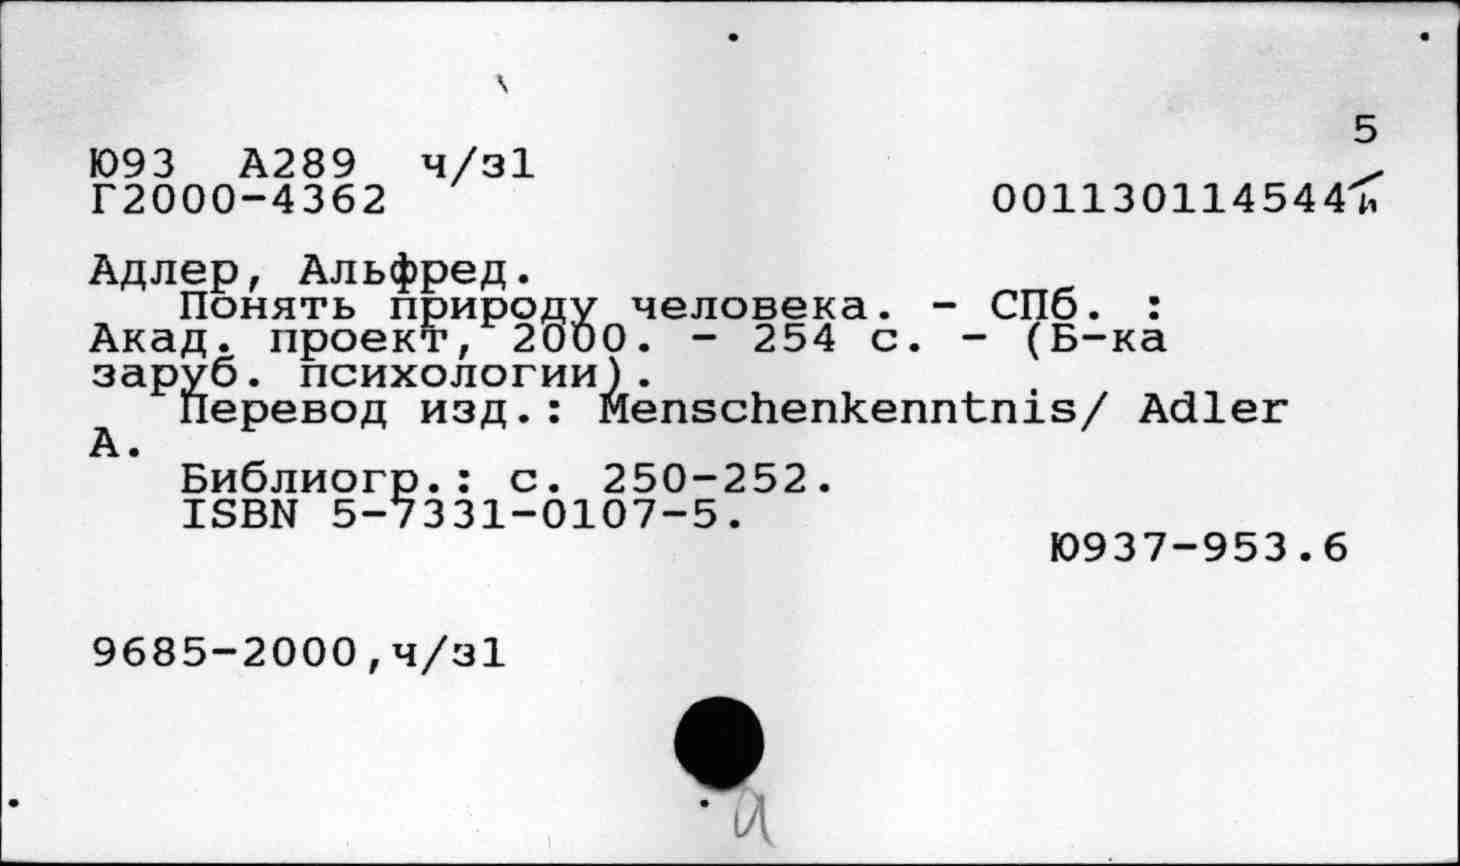 5
Ю93 А289 ч/з1
Г2000-4362 001130114544
Адлер, Альфред.
Понять природу человека. - СПб. :
Акад. проект, 2000. - 254 с. - (Б-ка
заруб. психологии).
Перевод изд.: Menschenkenntnis/ Adler
A.
Библиогр.: с. 250-252.
ISBN 5-7331-0107-5.
Ю937-953.6
9685-2000,ч/з1